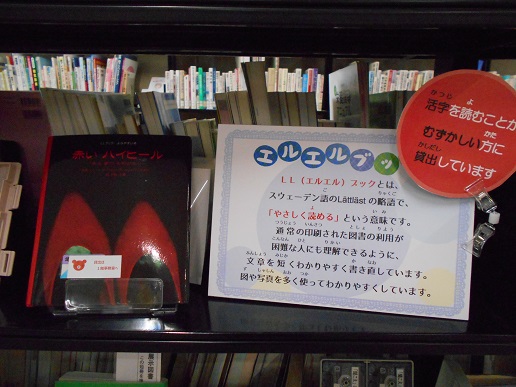 赤いハイヒール
エルエルブッ
ＬＬ（エルエル）ブックとは、
スウェーデン語のLättlästの略語で、
「やさしく読める」という意味です。
通常の印刷された図書の利用が
困難な人にも理解できるように、
文章を短くわかりやすく書き直しています。
図や写真を多く使ってわかりやすくしています。
活字を読むことが
むずかしい方に
貸出しています
展示図書